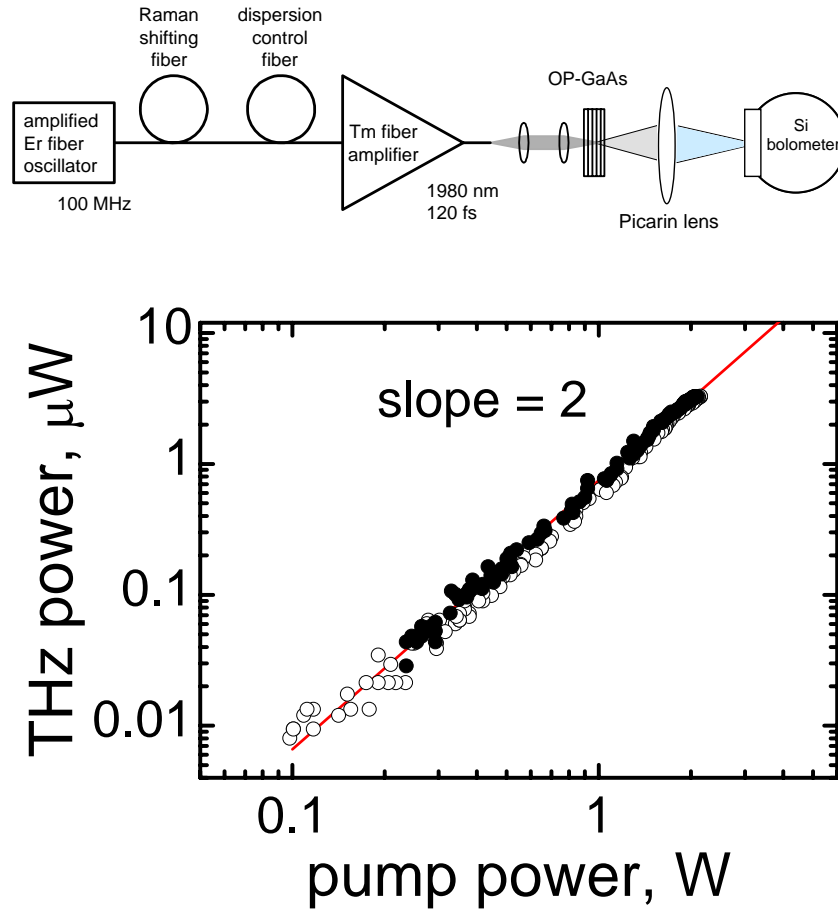 Raman
shifting
fiber
dispersion
control
fiber
OP-GaAs
amplified
Er fiber
oscillator
Tm fiber
amplifier
Si
bolometer
100 MHz
1980 nm
120 fs
Picarin lens
10
1
0.1
0.01
THz power, μW
slope = 2
0.1
1
pump power, W